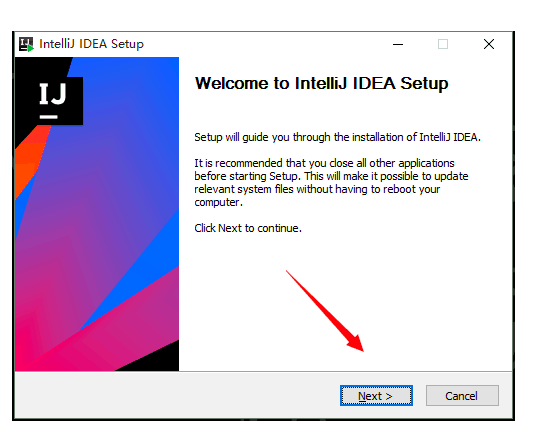 IntelliJ IDEA Setup
IJ
Welcome to IntelliJ IDEA Setup
Setup will guide you through the installation of IntelliJ IDEA.
It is recommended that you close all other applications
before starting Setup. This will make it possible to update
relevant system files without having to reboot your
computer.
Click Next to continue.
Next >
Cancel